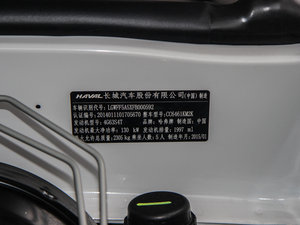 HAVAL 长城汽车股份有限公司(中国) 制造
车辆识别代号: LGWFF5A51FB000592
认证编号: 2014011101705670 整车型号: CC6461KM2K
发动机型号: 4G63S4T 品牌: 哈弗牌 制造国: 中国
发动机最大净功率: 130 kW 发动机排量: 1997 ml
最大允许总质量: 2305 kg 乘坐人数: 5人 制造年月: 2015/01